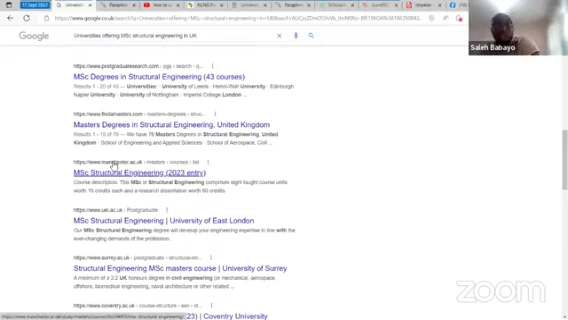 17 Sept 2022
Universities
Paraphrasing
how to u
Universiti
Paraphras
Scholarshi
Imperial
www.google.co.uk/search?q=Universities+offering+MSc+structural+engineering+in+UK
Google
Universities offering MSc structural engineering in UK
Saleh Babayo
https://www.postgraduatesearch.com › pgs › search › q...
MSc Degrees in Structural Engineering (43 courses)
Results 1 - 20 of 43 — Universities · University of Leeds · Heriot-Watt University · Edinburgh
Napier University · University of Nottingham · Imperial College London ...
https://www.findamasters.com › masters-degrees › struc...
Masters Degrees in Structural Engineering, United Kingdom
Results 1 - 15 of 76 — We have 76 Masters Degrees in Structural Engineering, United
Kingdom · School of Engineering and Applied Sciences · School of Aerospace, Civil ...
https://www.manchester.ac.uk › masters › courses › list
MSc Structural Engineering (2023 entry)
Course description. This MSc in Structural Engineering comprises eight taught course units
worth 15 credits each and a research dissertation worth 60 credits.
https://www.uel.ac.uk › Postgraduate
MSc Structural Engineering | University of East London
Our MSc Structural Engineering degree will develop your engineering expertise in line with the
ever-changing demands of the profession.
https://www.surrey.ac.uk › postgraduate › structural-en...
Structural Engineering MSc masters course | University of Surrey
A minimum of a 2.2 UK honours degree in civil engineering (or mechanical, aerospace,
offshore, biomedical engineering, naval architecture or other related ...
https://www.coventry.ac.uk › course-structure › eec › st...
23) | Coventry University
zoom